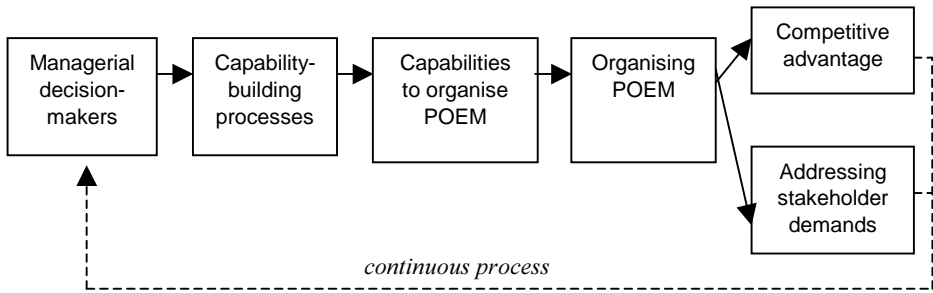 Managerial
decision-
makers
Capability-
building
processes
Capabilities
to organise
POEM
Organising
POEM
Competitive
advantage
Addressing
stakeholder
demands
continuous process